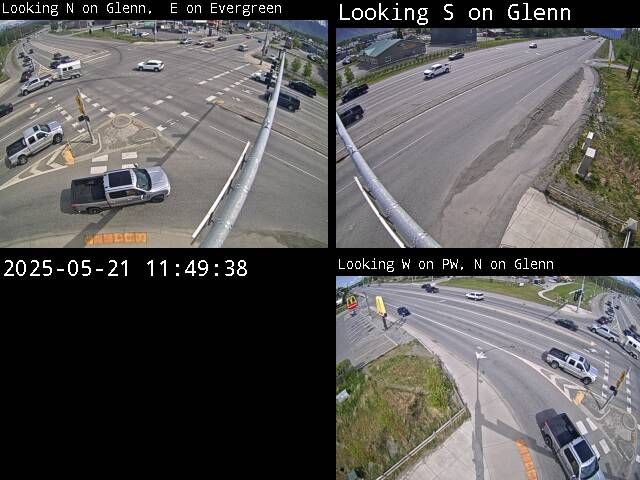 Looking N on Glenn,  E on Evergreen
Looking S on Glenn
2025-05-21 11:49:38
Looking W on PW, N on Glenn